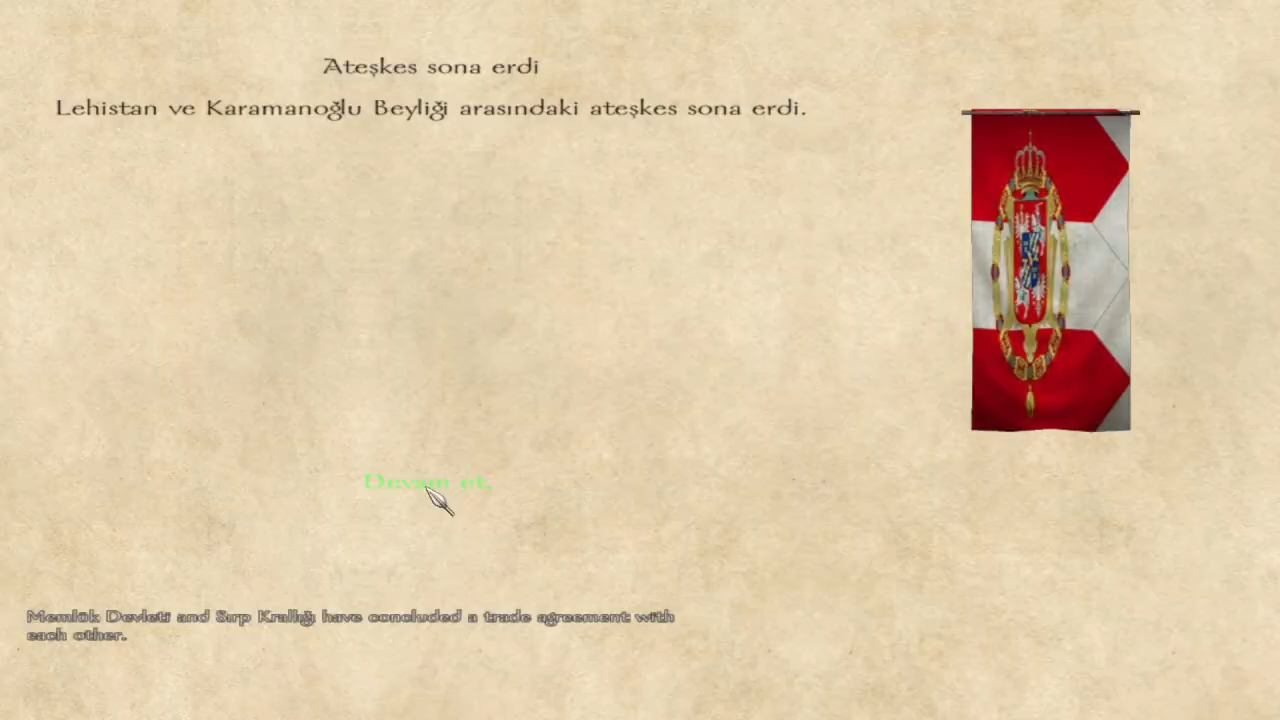 Ateşkes sona erdi
Lehistan ve Karamanoğlu Beyliği arasındaki ateşkes sona erdi.
Devam et.
Memlük Devleti and Sırp Krallığı have concluded a trade agreement with
each other.